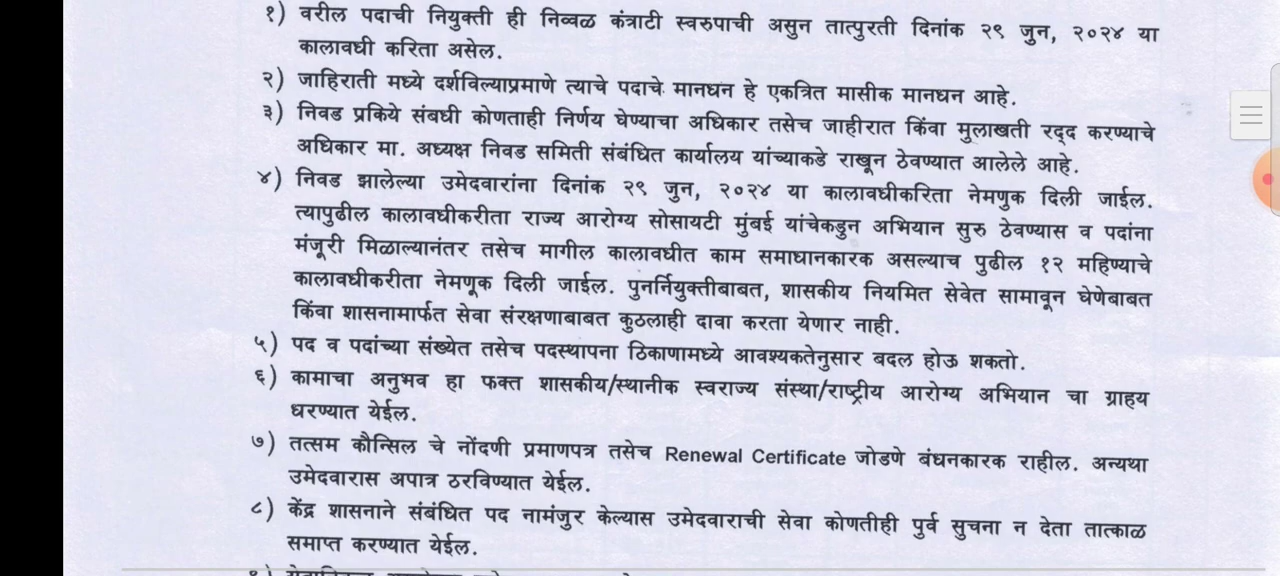 १) वरील पदाची नियुक्ती ही निव्वळ कंत्राटी स्वरुपाची असुन तात्पुरती दिनांक २९ जुन, २०२४ या
कालावधी करिता असेल.
२) जाहिराती मध्ये दर्शविल्याप्रमाणे त्याचे पदाचे मानधन हे एकत्रित मासीक मानधन आहे.
३) निवड प्रकिये संबधी कोणताही निर्णय घेण्याचा अधिकार तसेच जाहीरात किंवा मुलाखती रद्द करण्याचे
अधिकार मा. अध्यक्ष निवड समिती संबंधित कार्यालय यांच्याकडे राखून ठेवण्यात आलेले आहे.
४) निवड झालेल्या उमेदवारांना दिनांक २९ जुन, २०२४ या कालावधीकरिता नेमणुक दिली जाईल.
त्यापुढील कालावधीकरीता राज्य आरोग्य सोसायटी मुंबई यांचेकडुन अभियान सुरु ठेवण्यास व पदांना
मंजूरी मिळाल्यानंतर तसेच मागील कालावधीत काम समाधानकारक असल्याच पुढील १२ महिण्याचे
कालावधीकरीता नेमणूक दिली जाईल. पुनर्नियुक्तीबाबत, शासकीय नियमित सेवेत सामावून घेणेबाबत
किंवा शासनामार्फत सेवा संरक्षणाबाबत कुठलाही दावा करता येणार नाही.
५) पद व पदांच्या संख्येत तसेच पदस्थापना ठिकाणामध्ये आवश्यकतेनुसार बदल होऊ शकतो.
६) कामाचा अनुभव हा फक्त शासकीय/स्थानीक स्वराज्य संस्था/राष्ट्रीय आरोग्य अभियान चा ग्राहय
धरण्यात येईल.
७) तत्सम कौन्सिल चे नोंदणी प्रमाणपत्र तसेच Renewal Certificate जोडणे बंधनकारक राहील. अन्यथा
उमेदवारास अपात्र ठरविण्यात येईल.
८) केंद्र शासनाने संबंधित पद नामंजुर केल्यास उमेदवाराची सेवा कोणतीही पुर्व सुचना न देता तात्काळ
समाप्त करण्यात येईल.